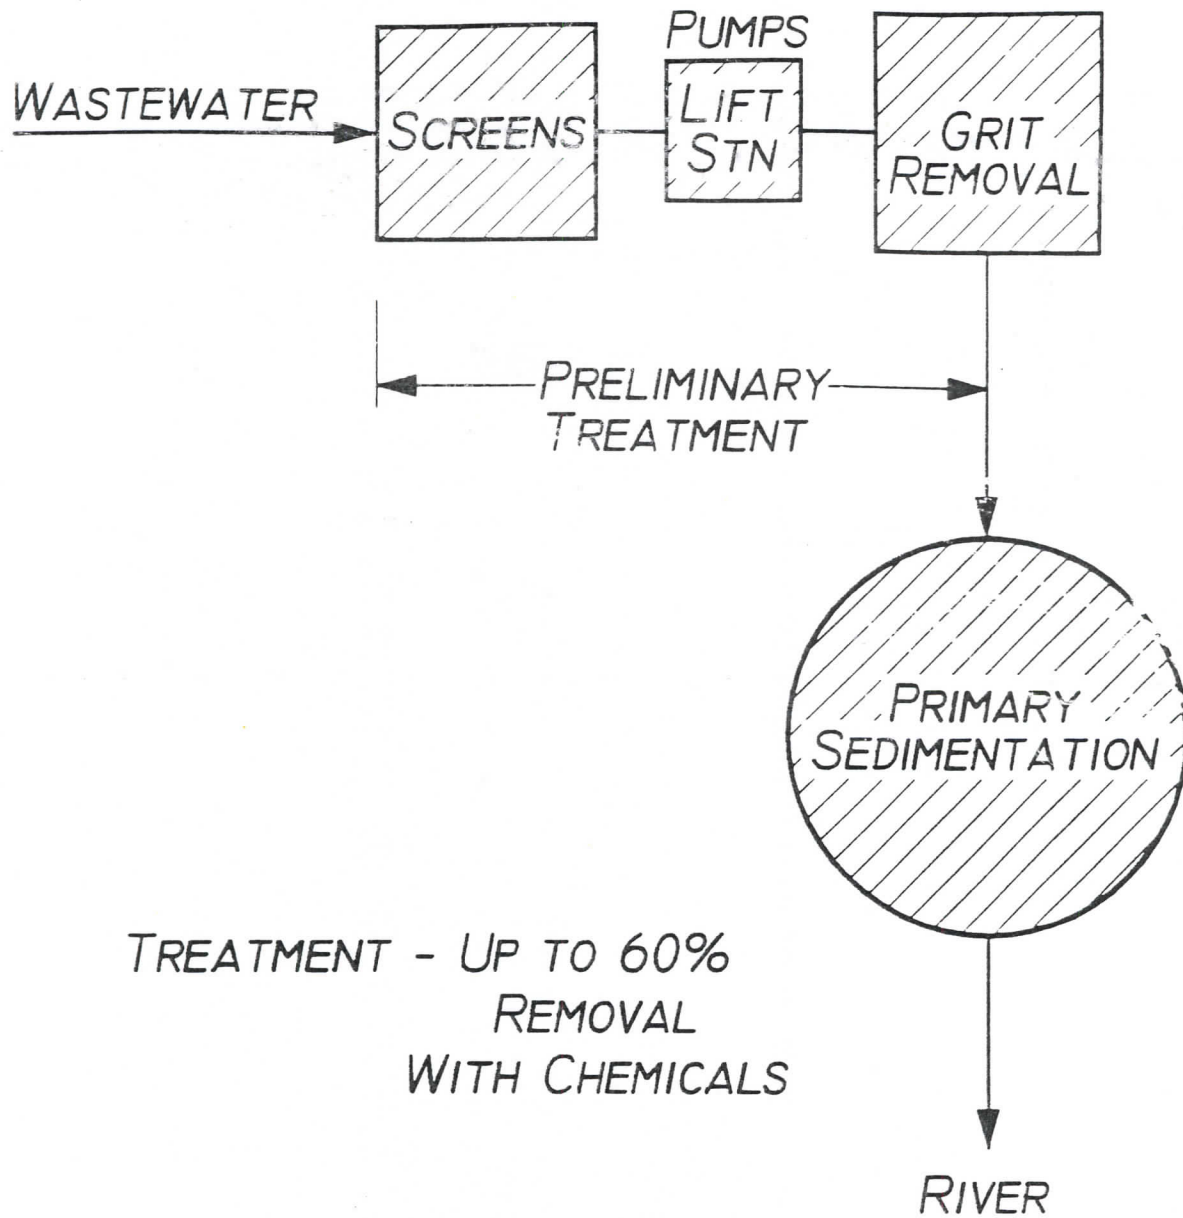 PUMPS
WASTEWATER
SCREENS
LIFT
STN
GRIT
REMOVAL
PRELIMINARY
TREATMENT
PRIMARY
SEDIMENTATION
TREATMENT - UP TO 60%
REMOVAL
WITH CHEMICALS
RIVER